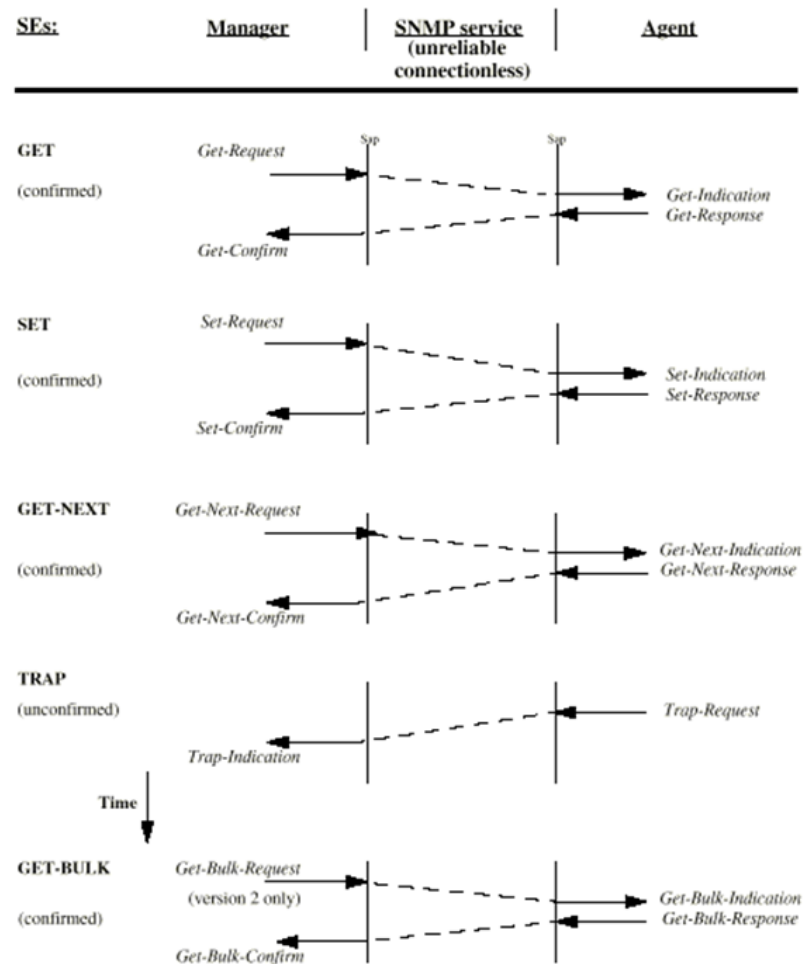 SEs: Manager SNMP service Agent
(unreliable
connectionless)
Sap Sap
GET Get-Request
(confirmed) Get-Indication
Get-Response
Get-Confirm
SET Set-Request
(confirmed) Set-Indication
Set-Response
Set-Confirm
GET-NEXT Get-Next-Request
Get-Next-Indication
(confirmed) Get-Next-Response
Get-Next-Confirm
TRAP
(unconfirmed) Trap-Request
Trap-Indication
Time
GET-BULK Get-Bulk-Request
(version 2 only) Get-Bulk-Indication
(confirmed) Get-Bulk-Response
Get-Bulk-Confirm